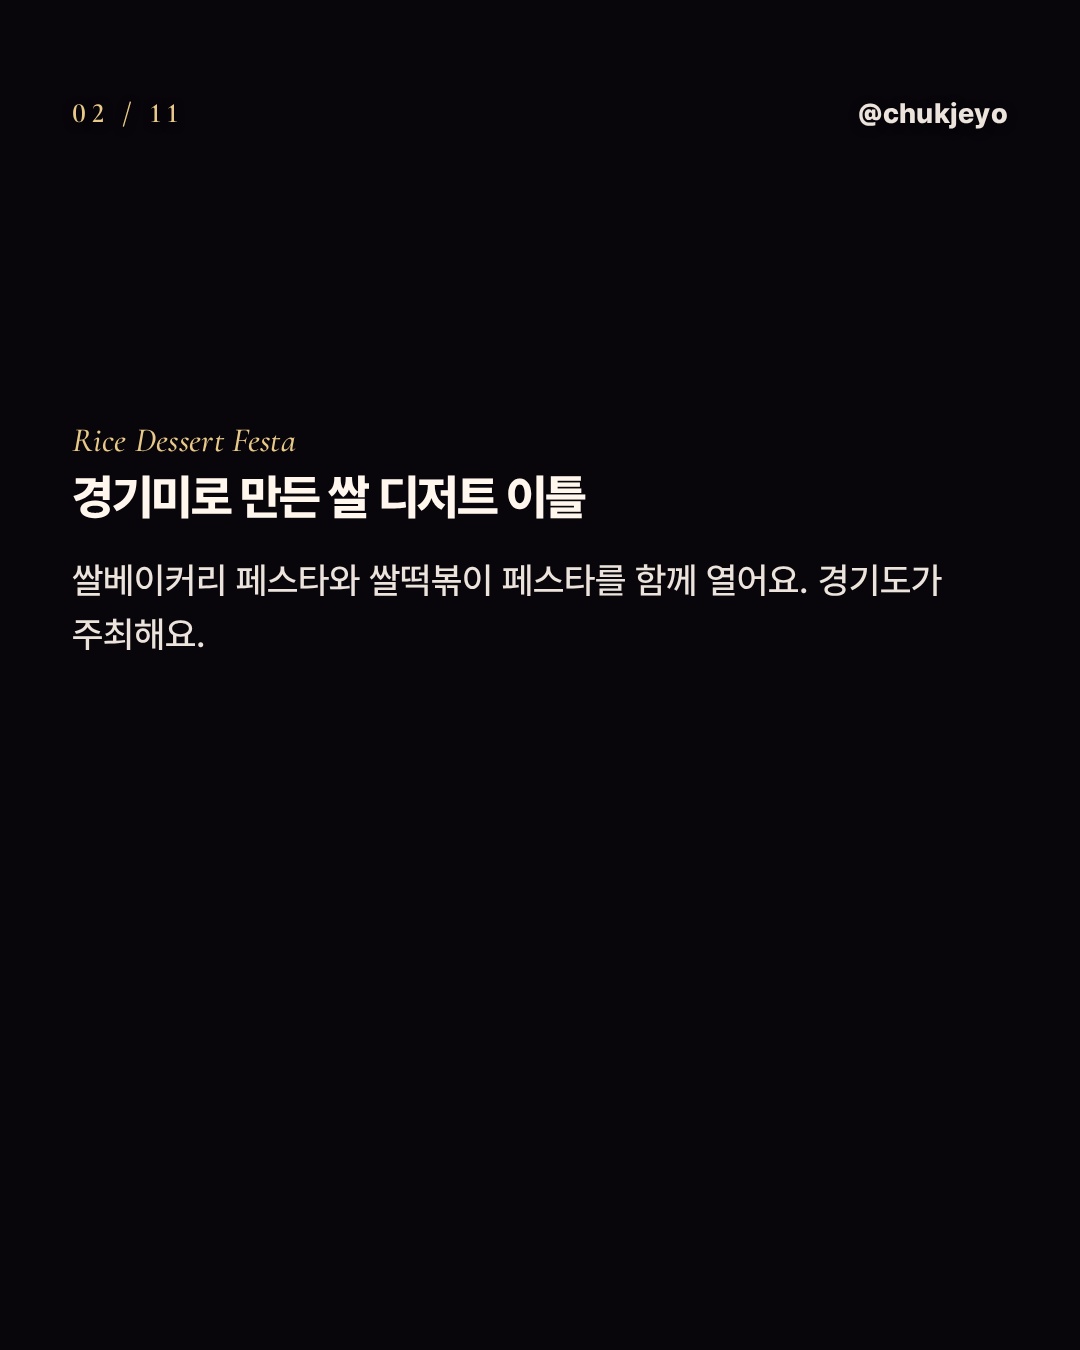 02 / 11
@chukjeyo
Rice Dessert Festa
경기미로 만든 쌀 디저트 이틀
쌀베이커리 페스타와 쌀떡볶이 페스타를 함께 열어요. 경기도가
주최해요.